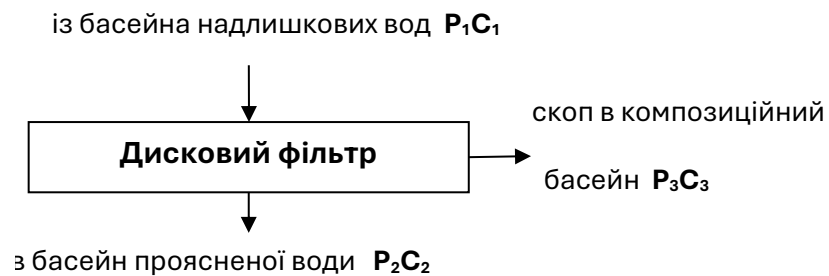 із басейна надлишкових вод P₁C₁
скоп в композиційний
Дисковий фільтр
басейн P₃C₃
в басейн проясненої води P₂C₂